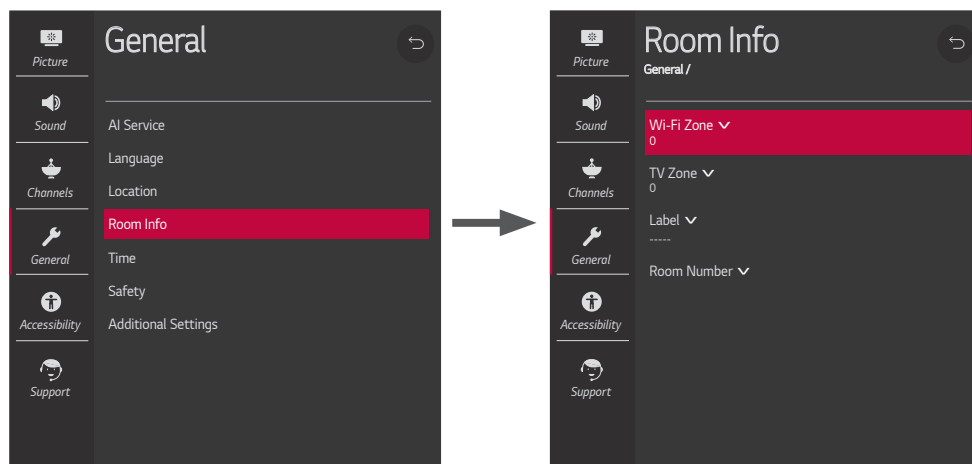 Picture
Sound
Channels
General
Accessibility
Support
General
AI Service
Language
Location
Room Info
Time
Safety
Additional Settings
Picture
Sound
Channels
General
Accessibility
Support
Room Info
General /
Wi-Fi Zone
0
TV Zone
0
Label
-----
Room Number